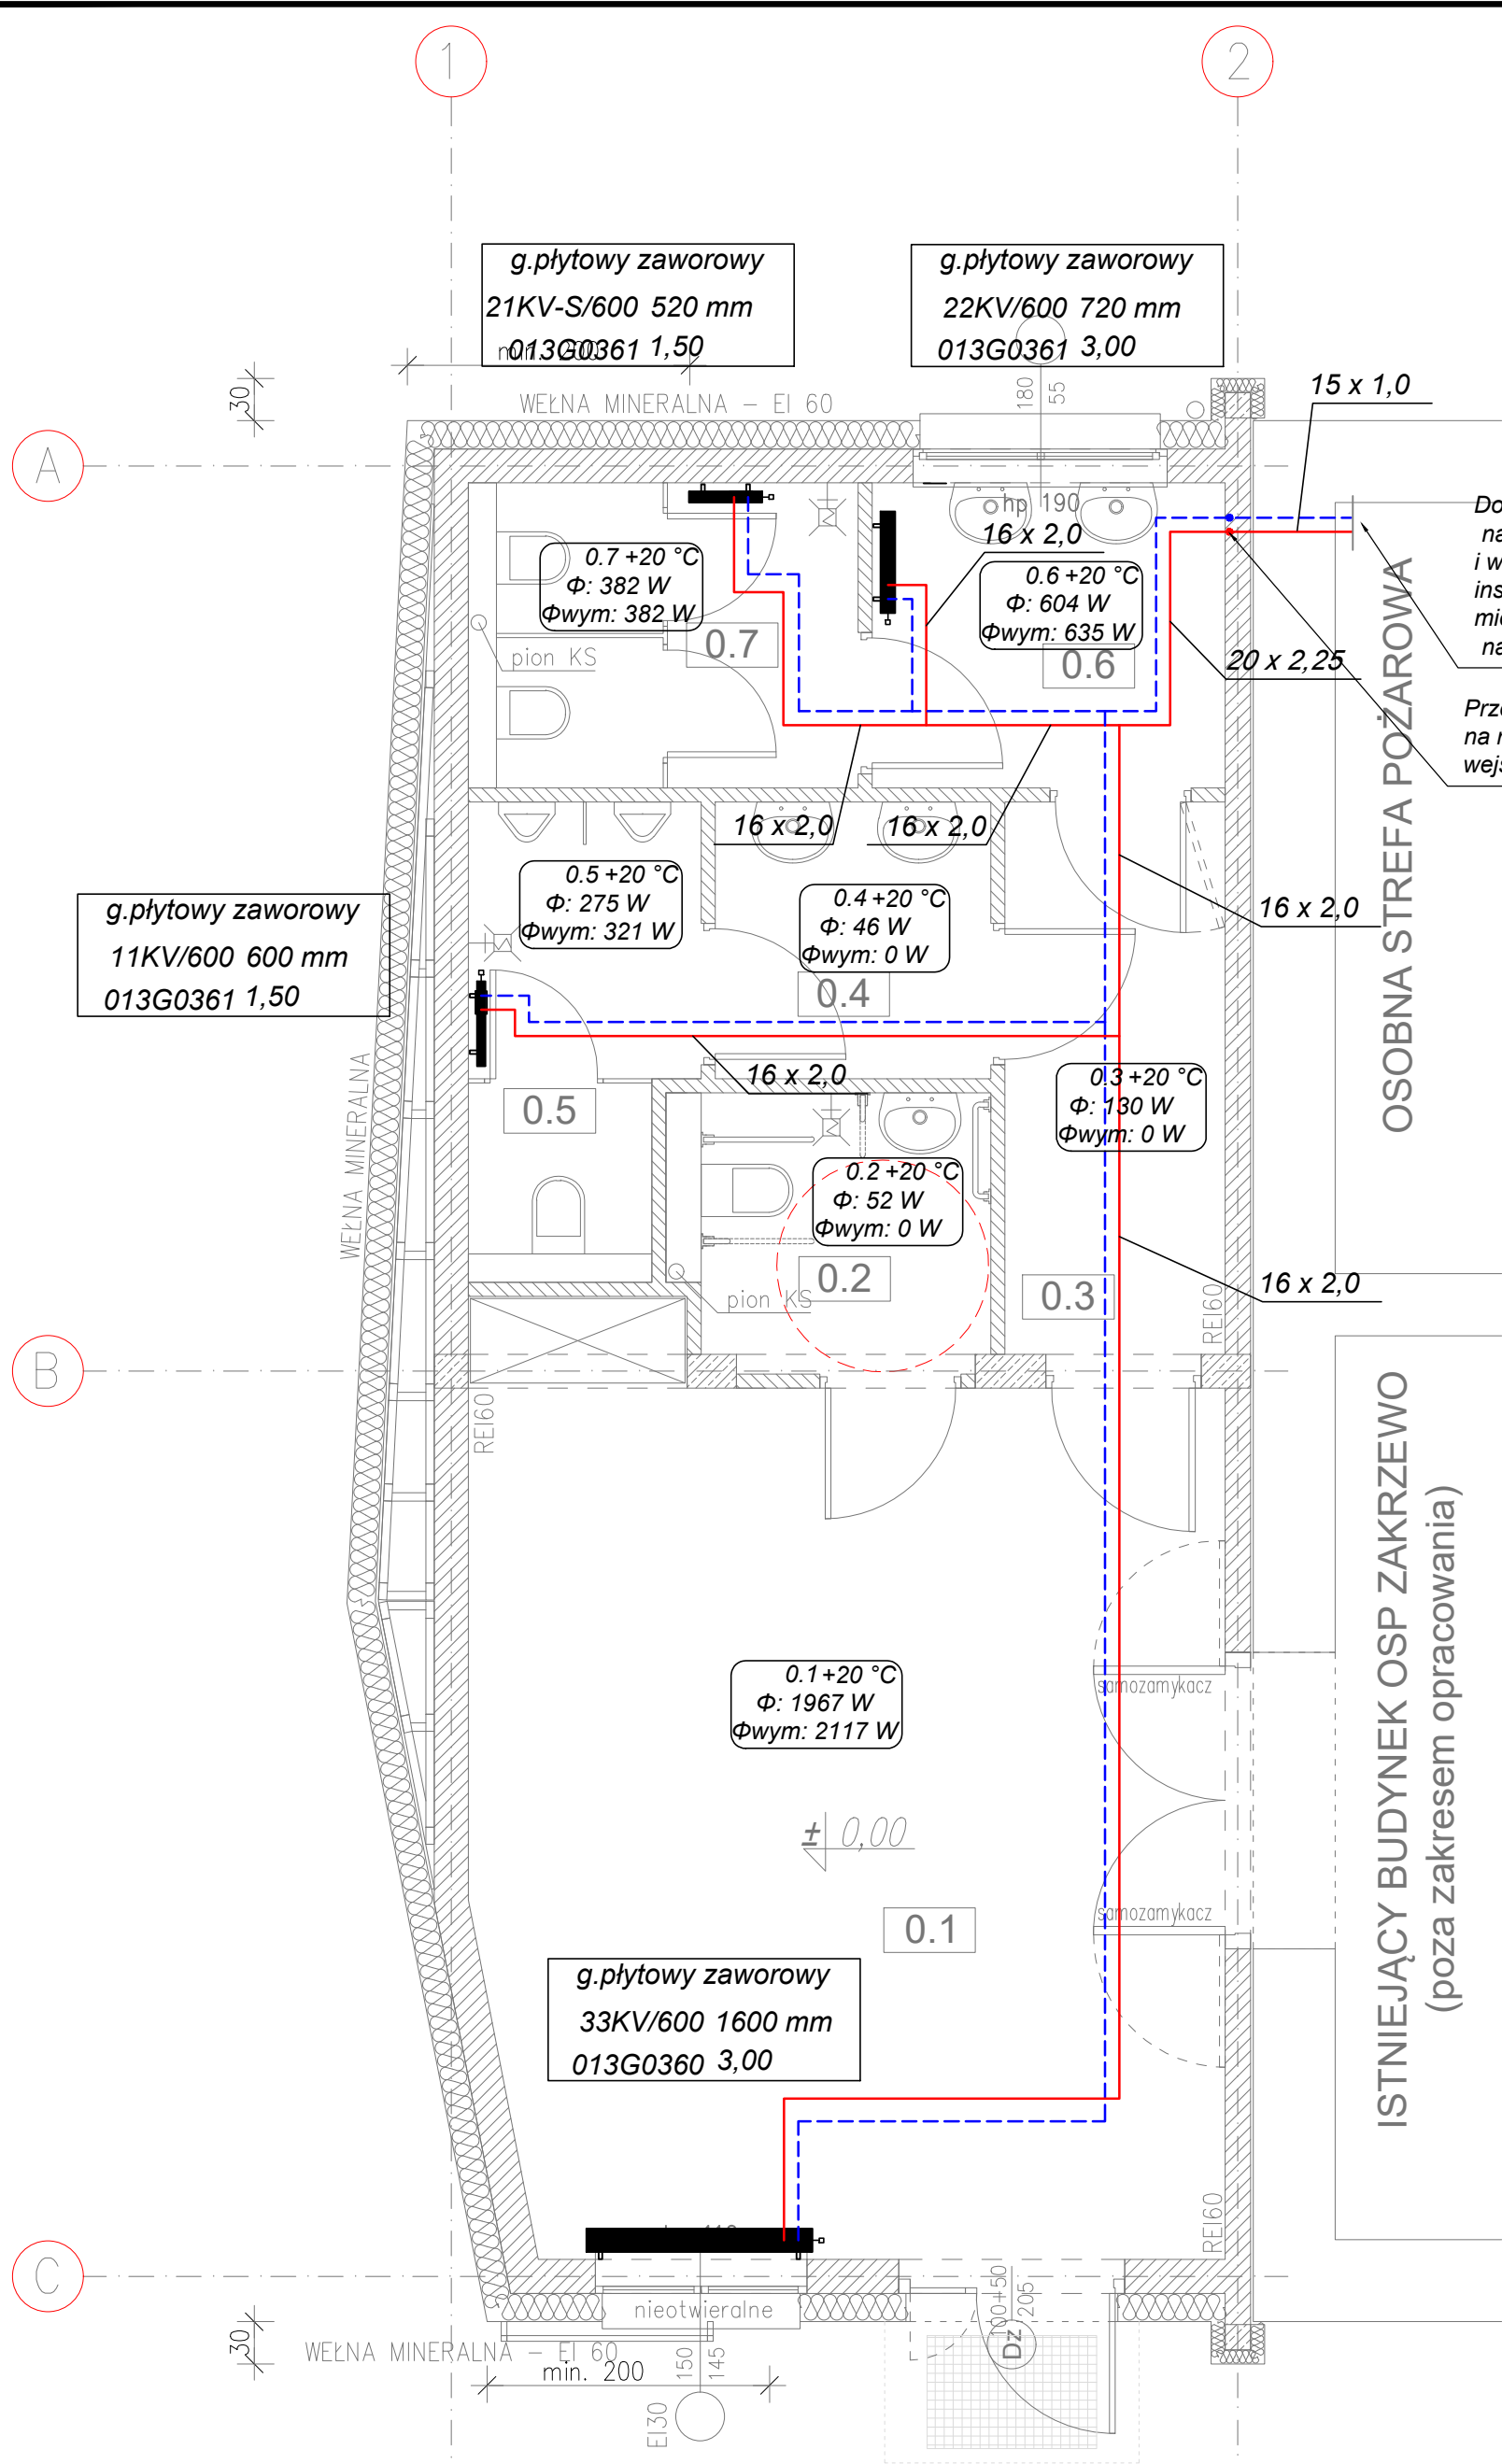 1
2
g.płytowy zaworowy
21KV-S/600 520 mm
013G0361 1,50
min. 200
g.płytowy zaworowy
22KV/600 720 mm
013G0361 3,00
30
WEŁNA MINERALNA – EI 60
180
55
15 x 1,0
A
hp 190
16 x 2,0
0.7 +20 °C
Φ: 382 W
Φwym: 382 W
0.7
0.6 +20 °C
Φ: 604 W
Φwym: 635 W
0.6
pion KS
20 x 2,25
Do
i w
OSOBNA STREFA POŻAROWA
16 x 2,0
16 x 2,0
0.5 +20 °C
Φ: 275 W
Φwym: 321 W
0.4 +20 °C
Φ: 46 W
Φwym: 0 W
0.4
16 x 2,0
g.płytowy zaworowy
11KV/600 600 mm
013G0361 1,50
WEŁNA MINERALNA
16 x 2,0
0.5
0.3 +20 °C
Φ: 130 W
Φwym: 0 W
0.2 +20 °C
Φ: 52 W
Φwym: 0 W
0.2
pion KS
0.3
16 x 2,0
REI60
B
REI60
ISTNIEJĄCY BUDYNEK OSP ZAKRZEWO
(poza zakresem opracowania)
0.1 +20 °C
Φ: 1967 W
Φwym: 2117 W
samozamykacz
± 0,00
samozamykacz
0.1
g.płytowy zaworowy
33KV/600 1600 mm
013G0360 3,00
REI60
C
nieotwieralne
30
WEŁNA MINERALNA – EI 60
min. 200
150
145
EI30
100+50
205
Dz